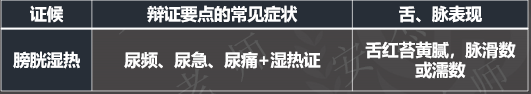 证候 辩证要点的常见症状 舌、脉表现
膀胱湿热 尿频、尿急、尿痛+湿热证 舌红苔黄腻，脉滑数
或濡数